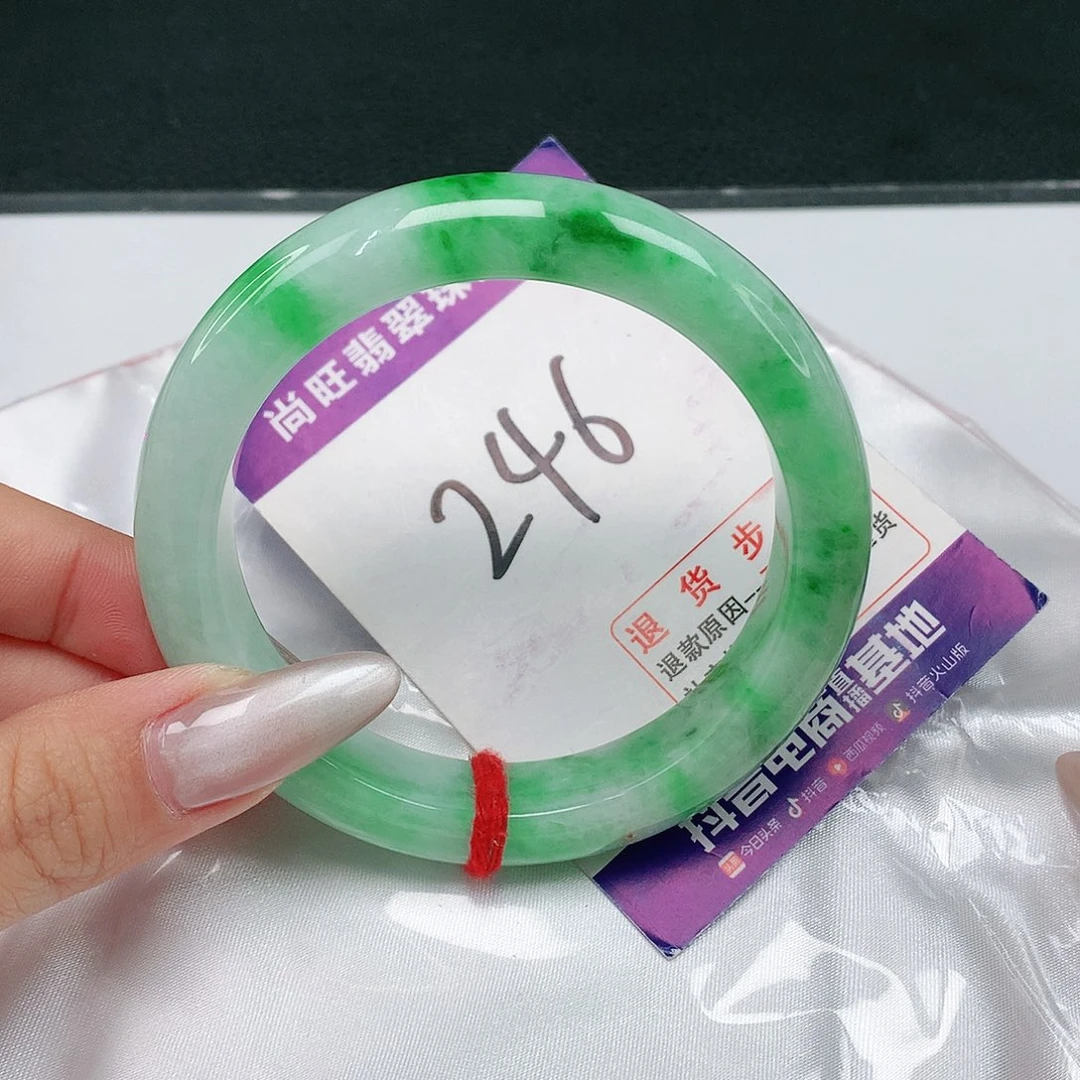 尚旺翡翠珠
246
退货步
退款原因一
货
抖音电商直播基地
今日头条 抖音 西瓜视频 抖音火山版